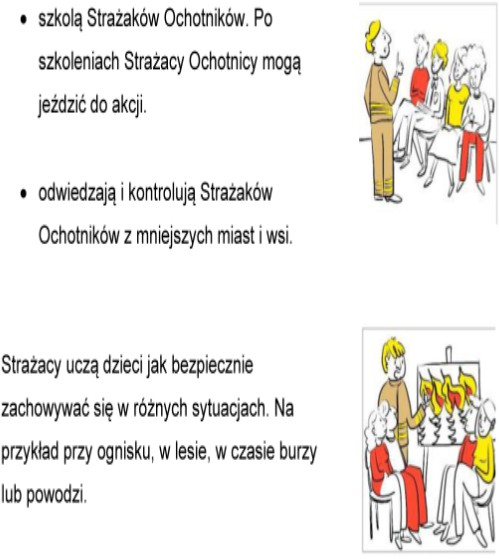 • szkolą Strażaków Ochotników. Po
szkoleniach Strażacy Ochotnicy mogą
jeździć do akcji.
• odwiedzają i kontrolują Strażaków
Ochotników z mniejszych miast i wsi.
Strażacy uczą dzieci jak bezpiecznie
zachowywać się w różnych sytuacjach. Na
przykład przy ognisku, w lesie, w czasie burzy
lub powodzi.